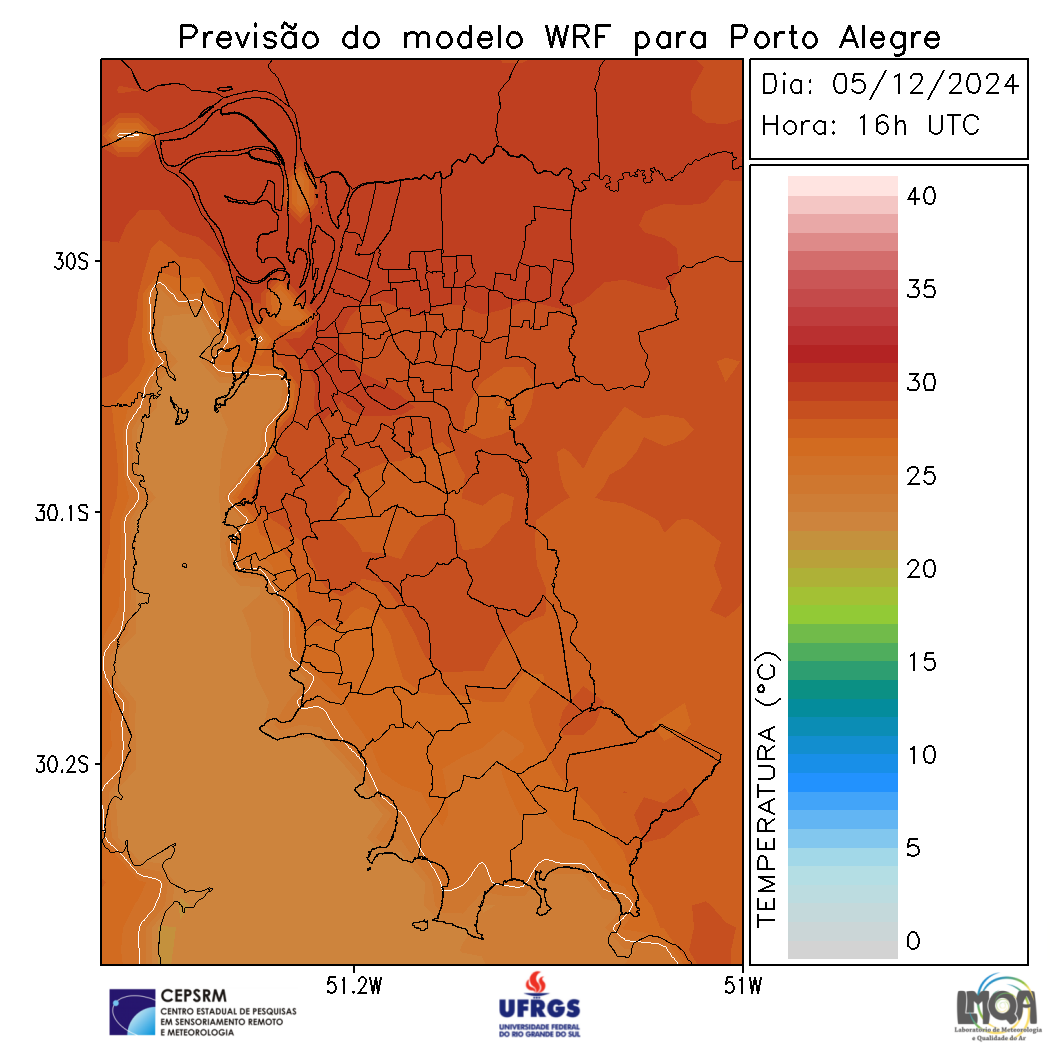 Previsão do modelo WRF para Porto Alegre
Dia: 05/12/2024
Hora: 16h UTC
40
35
30
25
20
15
10
5
0
TEMPERATURA (°C)
30S
30.1S
30.2S
51.2W
51W
CEPSRM
CENTRO ESTADUAL DE PESQUISAS
EM SENSORIAMENTO REMOTO
E METEOROLOGIA
UFRGS
UNIVERSIDADE FEDERAL
DO RIO GRANDE DO SUL
LMQA
Laboratório de Meteorologia
e Qualidade do Ar